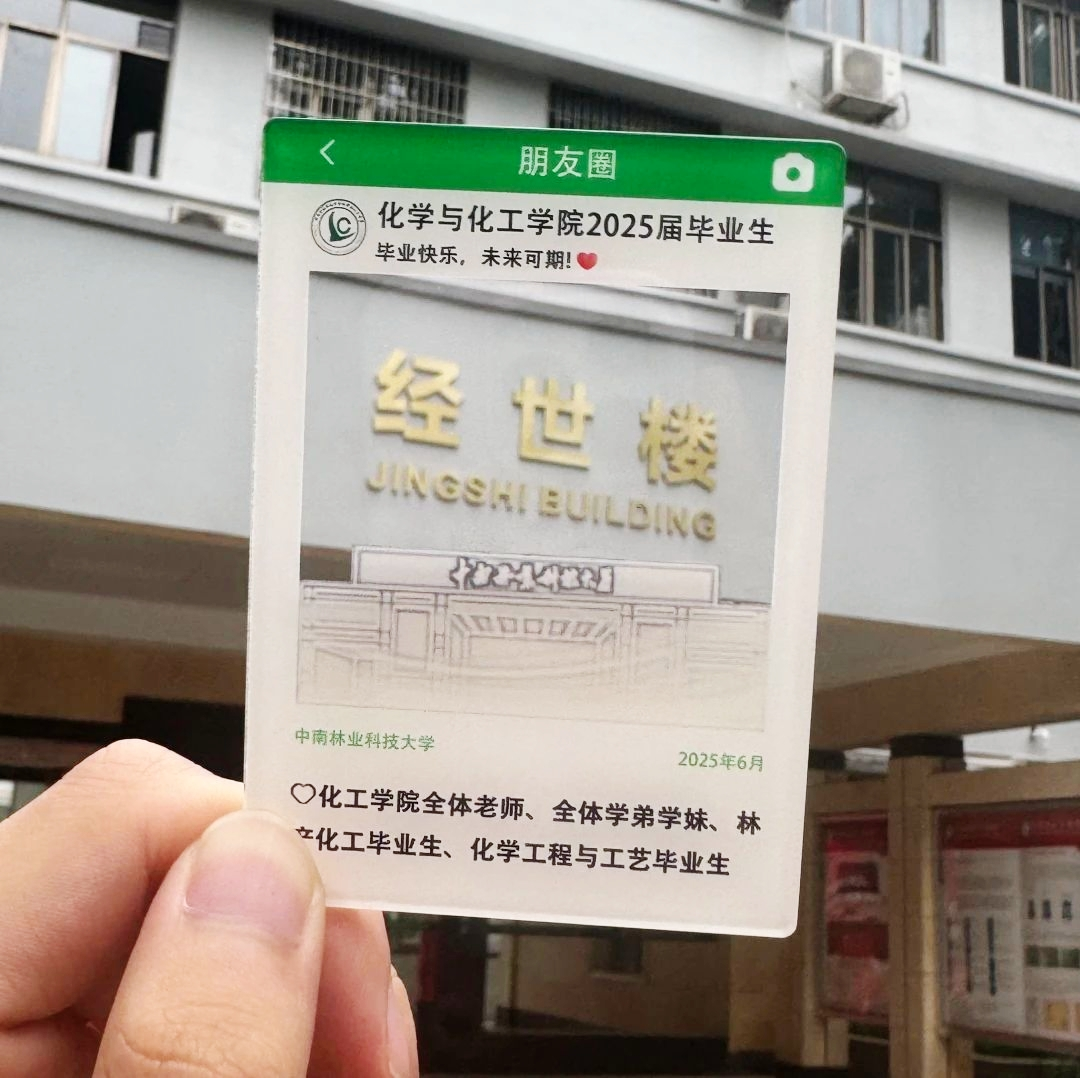 朋友圈
化学与化工学院2025届毕业生
毕业快乐，未来可期!❤
经世楼
JINGSHI BUILDING
中南林业科技大学
2025年6月
♡化工学院全体老师、全体学弟学妹、林
产化工毕业生、化学工程与工艺毕业生